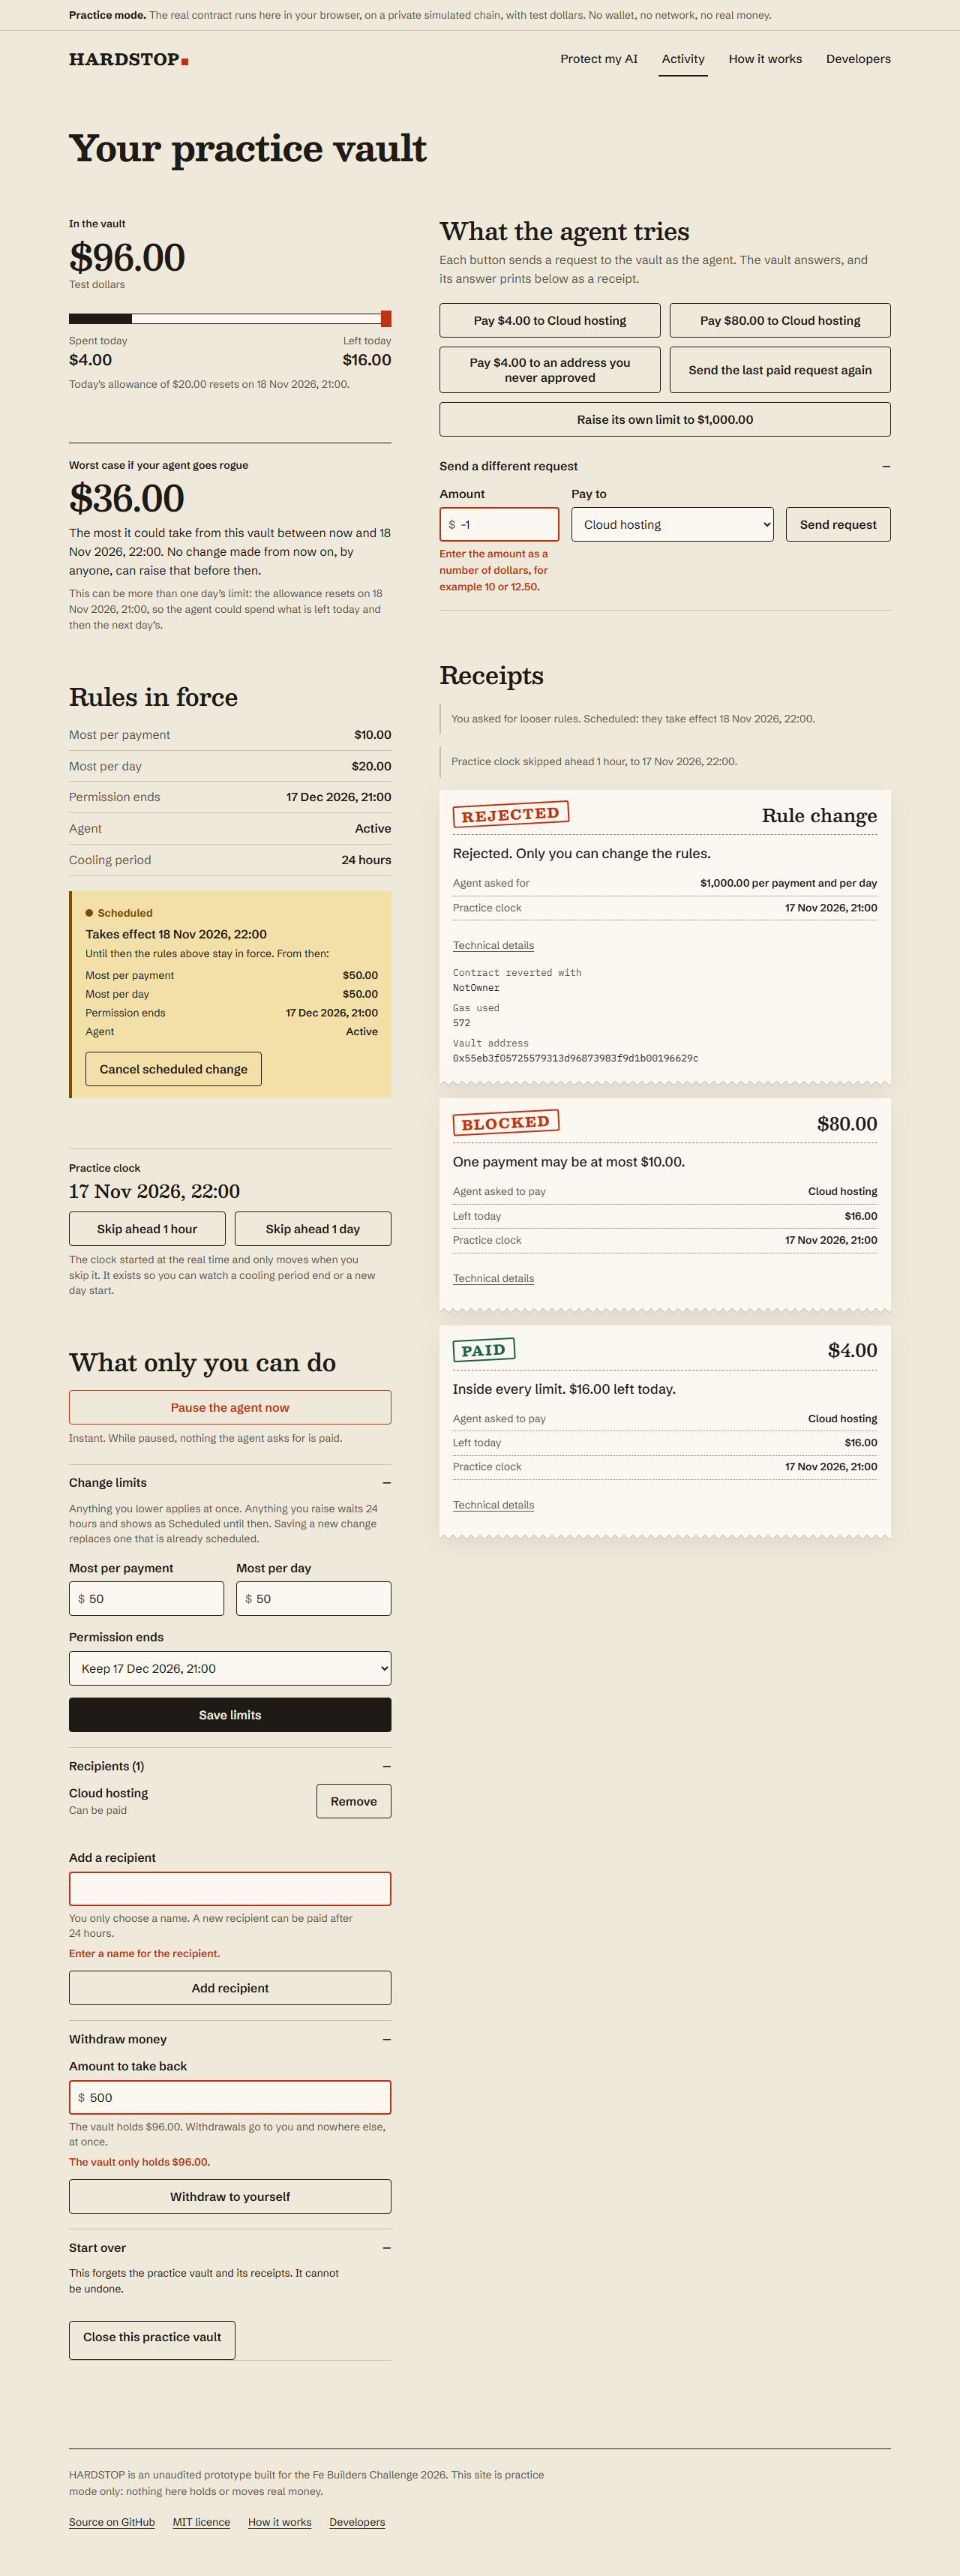 Practice mode. The real contract runs here in your browser, on a private simulated chain, with test dollars. No wallet, no network, no real money.
HARDSTOP
Protect my AI
Activity
How it works
Developers
Your practice vault
In the vault
$96.00
Test dollars
Spent today
Left today
$4.00
$16.00
Today's allowance of $20.00 resets on 18 Nov 2026, 21:00.
Worst case if your agent goes rogue
$36.00
The most it could take from this vault between now and 18
Nov 2026, 22:00. No change made from now on, by
anyone, can raise that before then.
This can be more than one day's limit: the allowance resets on 18
Nov 2026, 21:00, so the agent could spend what is left today and
then the next day's.
Rules in force
Most per payment $10.00
Most per day $20.00
Permission ends 17 Dec 2026, 21:00
Agent Active
Cooling period 24 hours
Scheduled
Takes effect 18 Nov 2026, 22:00
Until then the rules above stay in force. From then:
Most per payment $50.00
Most per day $50.00
Permission ends 17 Dec 2026, 21:00
Agent Active
Cancel scheduled change
Practice clock
17 Nov 2026, 22:00
Skip ahead 1 hour
Skip ahead 1 day
The clock started at the real time and only moves when you
skip it. It exists so you can watch a cooling period end or a new
day start.
What only you can do
Pause the agent now
Instant. While paused, nothing the agent asks for is paid.
Change limits –
Anything you lower applies at once. Anything you raise waits 24
hours and shows as Scheduled until then. Saving a new change
replaces one that is already scheduled.
Most per payment
Most per day
$ 50
$ 50
Permission ends
Keep 17 Dec 2026, 21:00
Save limits
Recipients (1) –
Cloud hosting
Can be paid
Remove
Add a recipient
You only choose a name. A new recipient can be paid after
24 hours.
Enter a name for the recipient.
Add recipient
Withdraw money –
Amount to take back
$ 500
The vault holds $96.00. Withdrawals go to you and nowhere else,
at once.
The vault only holds $96.00.
Withdraw to yourself
Start over –
This forgets the practice vault and its receipts. It cannot
be undone.
Close this practice vault
What the agent tries
Each button sends a request to the vault as the agent. The vault answers, and
its answer prints below as a receipt.
Pay $4.00 to Cloud hosting
Pay $80.00 to Cloud hosting
Pay $4.00 to an address you
never approved
Send the last paid request again
Raise its own limit to $1,000.00
Send a different request –
Amount
Pay to
$ -1
Cloud hosting
Send request
Enter the amount as a
number of dollars, for
example 10 or 12.50.
Receipts
You asked for looser rules. Scheduled: they take effect 18 Nov 2026, 22:00.
Practice clock skipped ahead 1 hour, to 17 Nov 2026, 22:00.
REJECTED
Rule change
Rejected. Only you can change the rules.
Agent asked for $1,000.00 per payment and per day
Practice clock 17 Nov 2026, 21:00
Technical details
Contract reverted with
NotOwner
Gas used
572
Vault address
0x55eb3f05725579313d96873983f9d1b00196629c
BLOCKED
$80.00
One payment may be at most $10.00.
Agent asked to pay Cloud hosting
Left today $16.00
Practice clock 17 Nov 2026, 21:00
Technical details
PAID
$4.00
Inside every limit. $16.00 left today.
Agent asked to pay Cloud hosting
Left today $16.00
Practice clock 17 Nov 2026, 21:00
Technical details
HARDSTOP is an unaudited prototype built for the Fe Builders Challenge 2026. This site is practice
mode only: nothing here holds or moves real money.
Source on GitHub
MIT licence
How it works
Developers